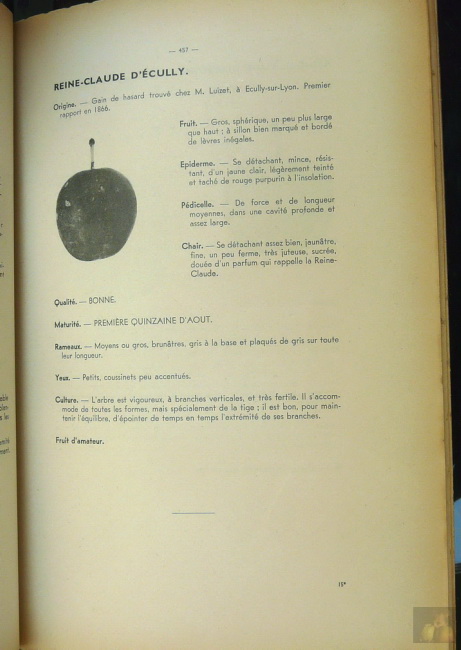 — 457 —
REINE-CLAUDE D'ÉCULLY.
Origine. — Gain de hasard trouvé chez M. Luizet, à Ecully-sur-Lyon. Premier
rapport en 1866.
Fruit. — Gros, sphérique, un peu plus large
que haut ; à sillon bien marqué et bordé
de lèvres inégales.
Epiderme. — Se détachant, mince, résis-
tant, d'un jaune clair, légèrement teinté
et taché de rouge purpurin à l'insolation.
Pédicelle. — De force et de longueur
moyennes, dans une cavité profonde et
assez large.
Chair. — Se détachant assez bien, jaunâtre,
fine, un peu ferme, très juteuse, sucrée,
douée d'un parfum qui rappelle la Reine-
Claude.
Qualité. — BONNE.
Maturité. — PREMIÈRE QUINZAINE D'AOUT.
Rameaux. — Moyens ou gros, brunâtres, gris à la base et plaqués de gris sur toute
leur longueur.
Yeux. — Petits, coussinets peu accentués.
Culture. — L'arbre est vigoureux, à branches verticales, et très fertile. Il s'accom-
mode de toutes les formes, mais spécialement de la tige ; il est bon, pour main-
tenir l'équilibre, d'épointer de temps en temps l'extrémité de ses branches.
Fruit d'amateur.
15*